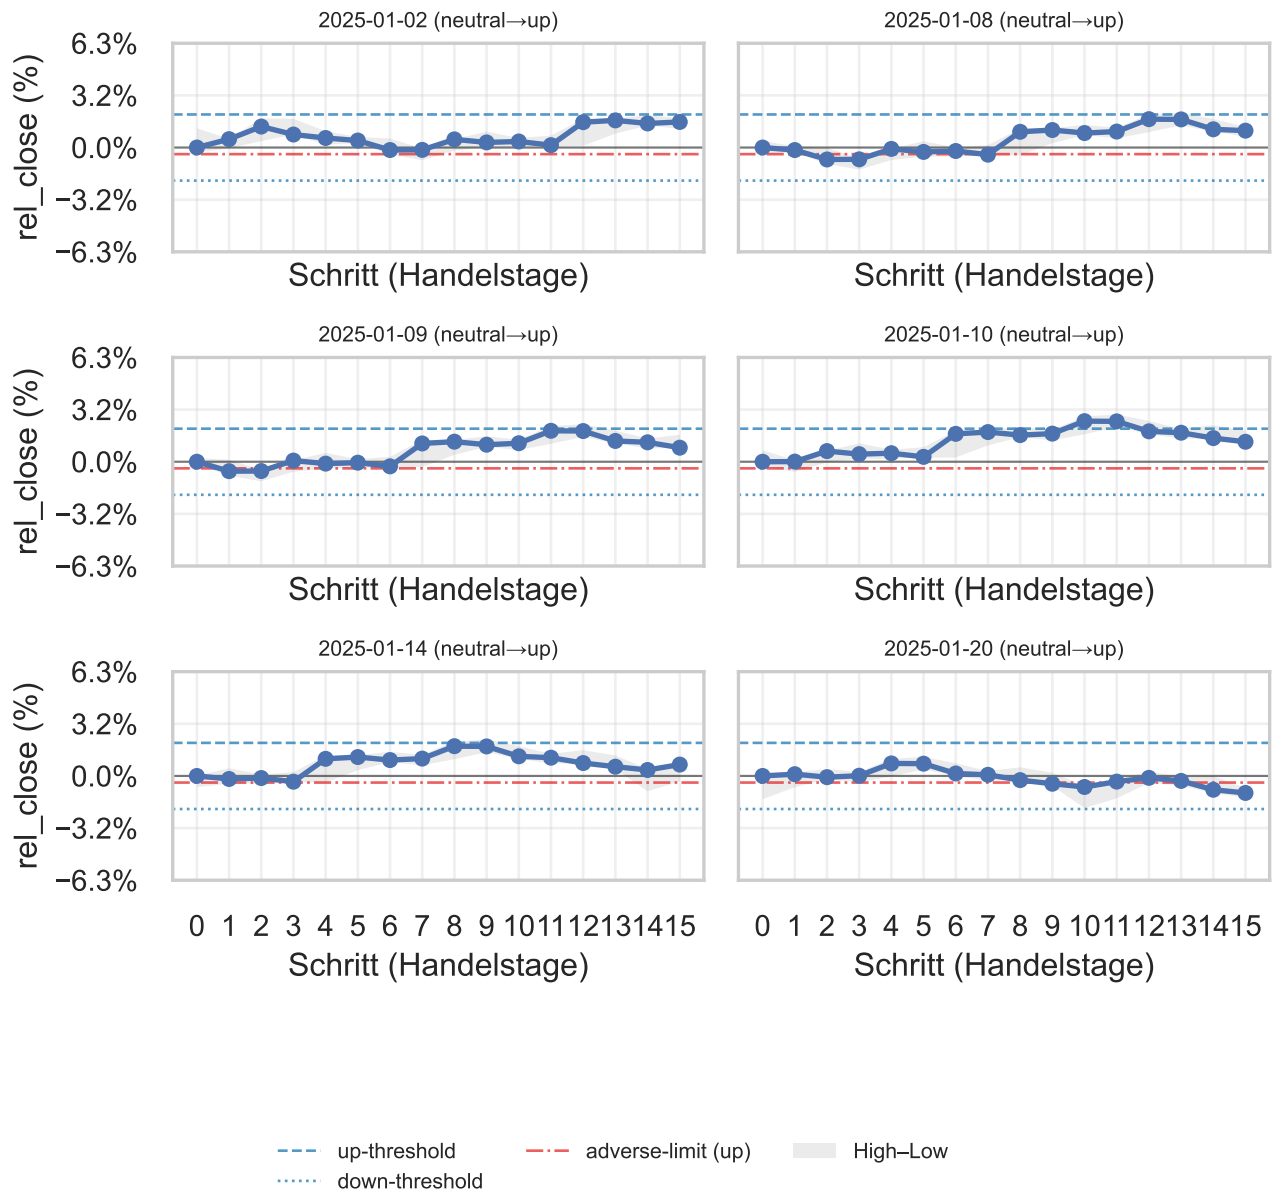 2025-01-02 (neutral→up)
2025-01-08 (neutral→up)
rel_close (%)
6.3%
3.2%
0.0%
−3.2%
−6.3%
Schritt (Handelstage)
Schritt (Handelstage)
2025-01-09 (neutral→up)
2025-01-10 (neutral→up)
rel_close (%)
6.3%
3.2%
0.0%
−3.2%
−6.3%
Schritt (Handelstage)
Schritt (Handelstage)
2025-01-14 (neutral→up)
2025-01-20 (neutral→up)
rel_close (%)
6.3%
3.2%
0.0%
−3.2%
−6.3%
0 1 2 3 4 5 6 7 8 9 10 11 12 13 14 15
0 1 2 3 4 5 6 7 8 9 10 11 12 13 14 15
Schritt (Handelstage)
Schritt (Handelstage)
up-threshold
adverse-limit (up)
High–Low
down-threshold